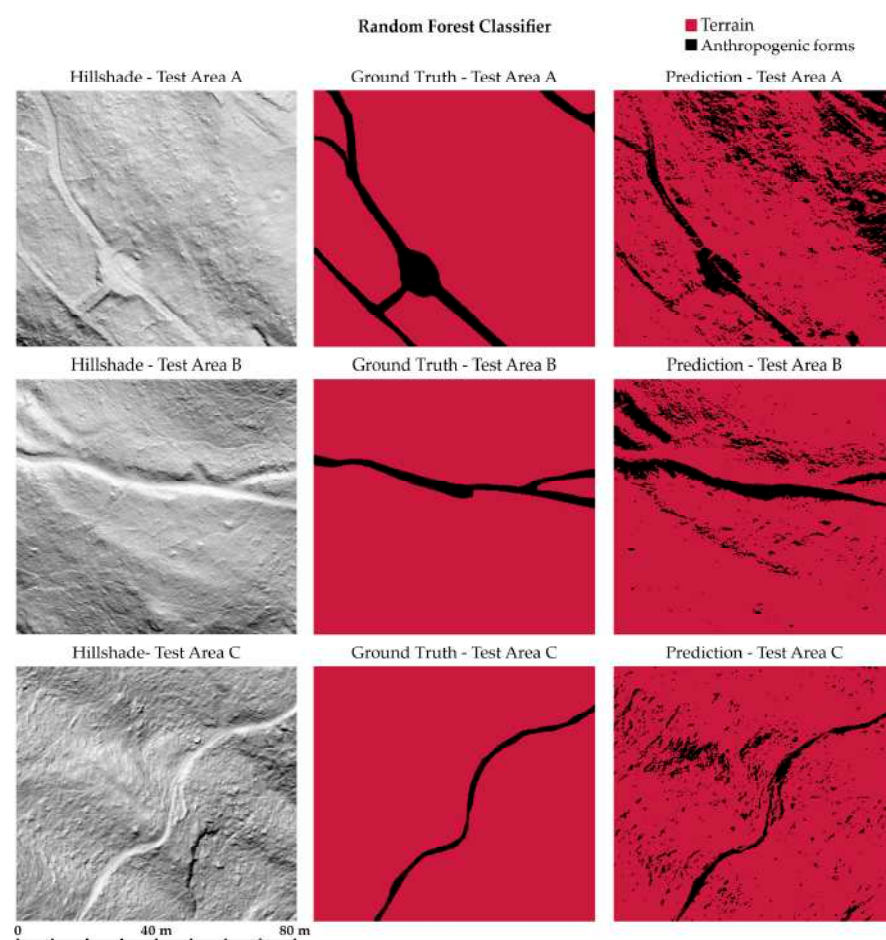 Random Forest Classifier
Terrain
Anthropogenic forms
Hillshade - Test Area A
Ground Truth - Test Area A
Prediction - Test Area A
Hillshade - Test Area B
Ground Truth - Test Area B
Prediction - Test Area B
Hillshade- Test Area C
Ground Truth - Test Area C
Prediction - Test Area C
0 40 m 80 m